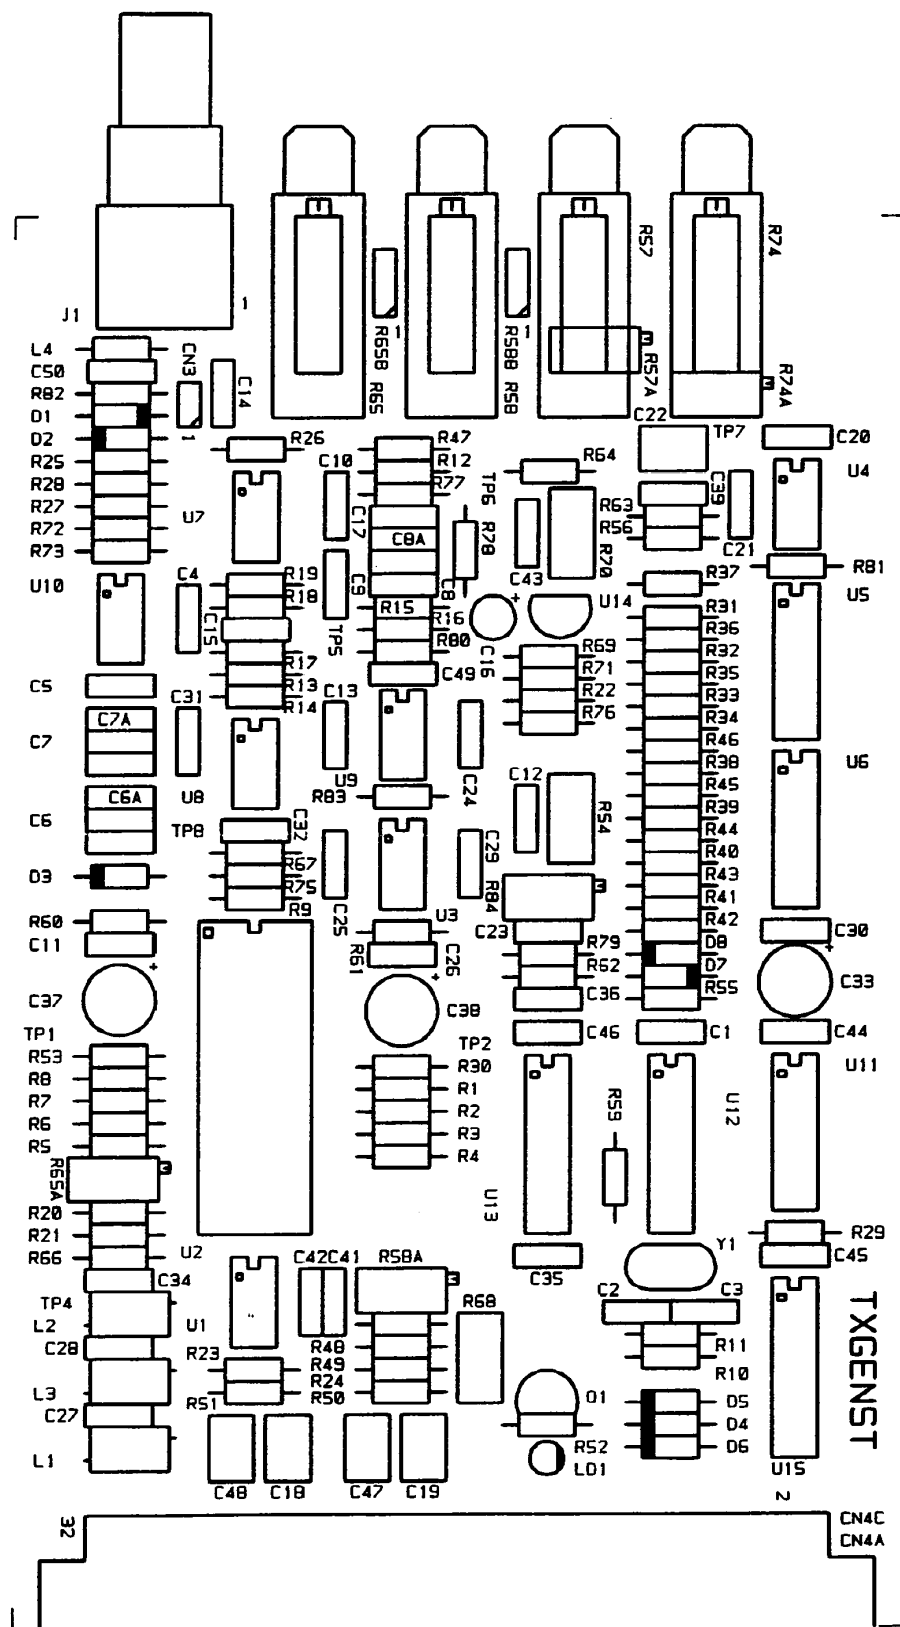 R57
R74
J1
1
R65B
1
R65
R58B
1
R58
R57A
R74A
L4
C50
R82
D1
D2
R25
R28
R27
R72
R73
CN3
1
C14
R26
R47
R12
R77
C10
C17
C8A
C8
C9
TP6
R78
R64
C22
TP7
C20
C39
R63
R56
C21
U4
C43
R70
U7
U10
C4
R19
R18
C15
R17
R13
R14
TP5
R15
R16
R80
C49
+
C16
U14
R37
R81
U5
R31
R36
R32
R35
R33
R34
R46
R38
R45
R39
R44
R40
R43
R41
R42
D8
D7
R55
R69
R71
R22
R76
C5
C7A
C7
C31
C13
C24
U9
R83
C12
R54
U6
C6A
C6
U8
TP8
C32
R67
R75
R9
C25
C29
R84
U3
D3
R60
C11
R61
C26
C23
R79
R62
C36
C30
+
C33
+
C37
+
C38
TP1
TP2
C46
C1
C44
R53
R8
R7
R6
R5
R65A
R20
R21
R66
R30
R1
R2
R3
R4
U13
R59
U12
U11
U2
C34
C42
C41
R58A
R68
C35
Y1
R29
C45
TP4
L2
C28
L3
C27
L1
U1
R23
R51
R48
R49
R24
R50
C2
C3
R11
R10
Q1
D5
D4
D6
R52
LD1
TXGENST
U15
C48
C18
C47
C19
2
32
CN4C
CN4A